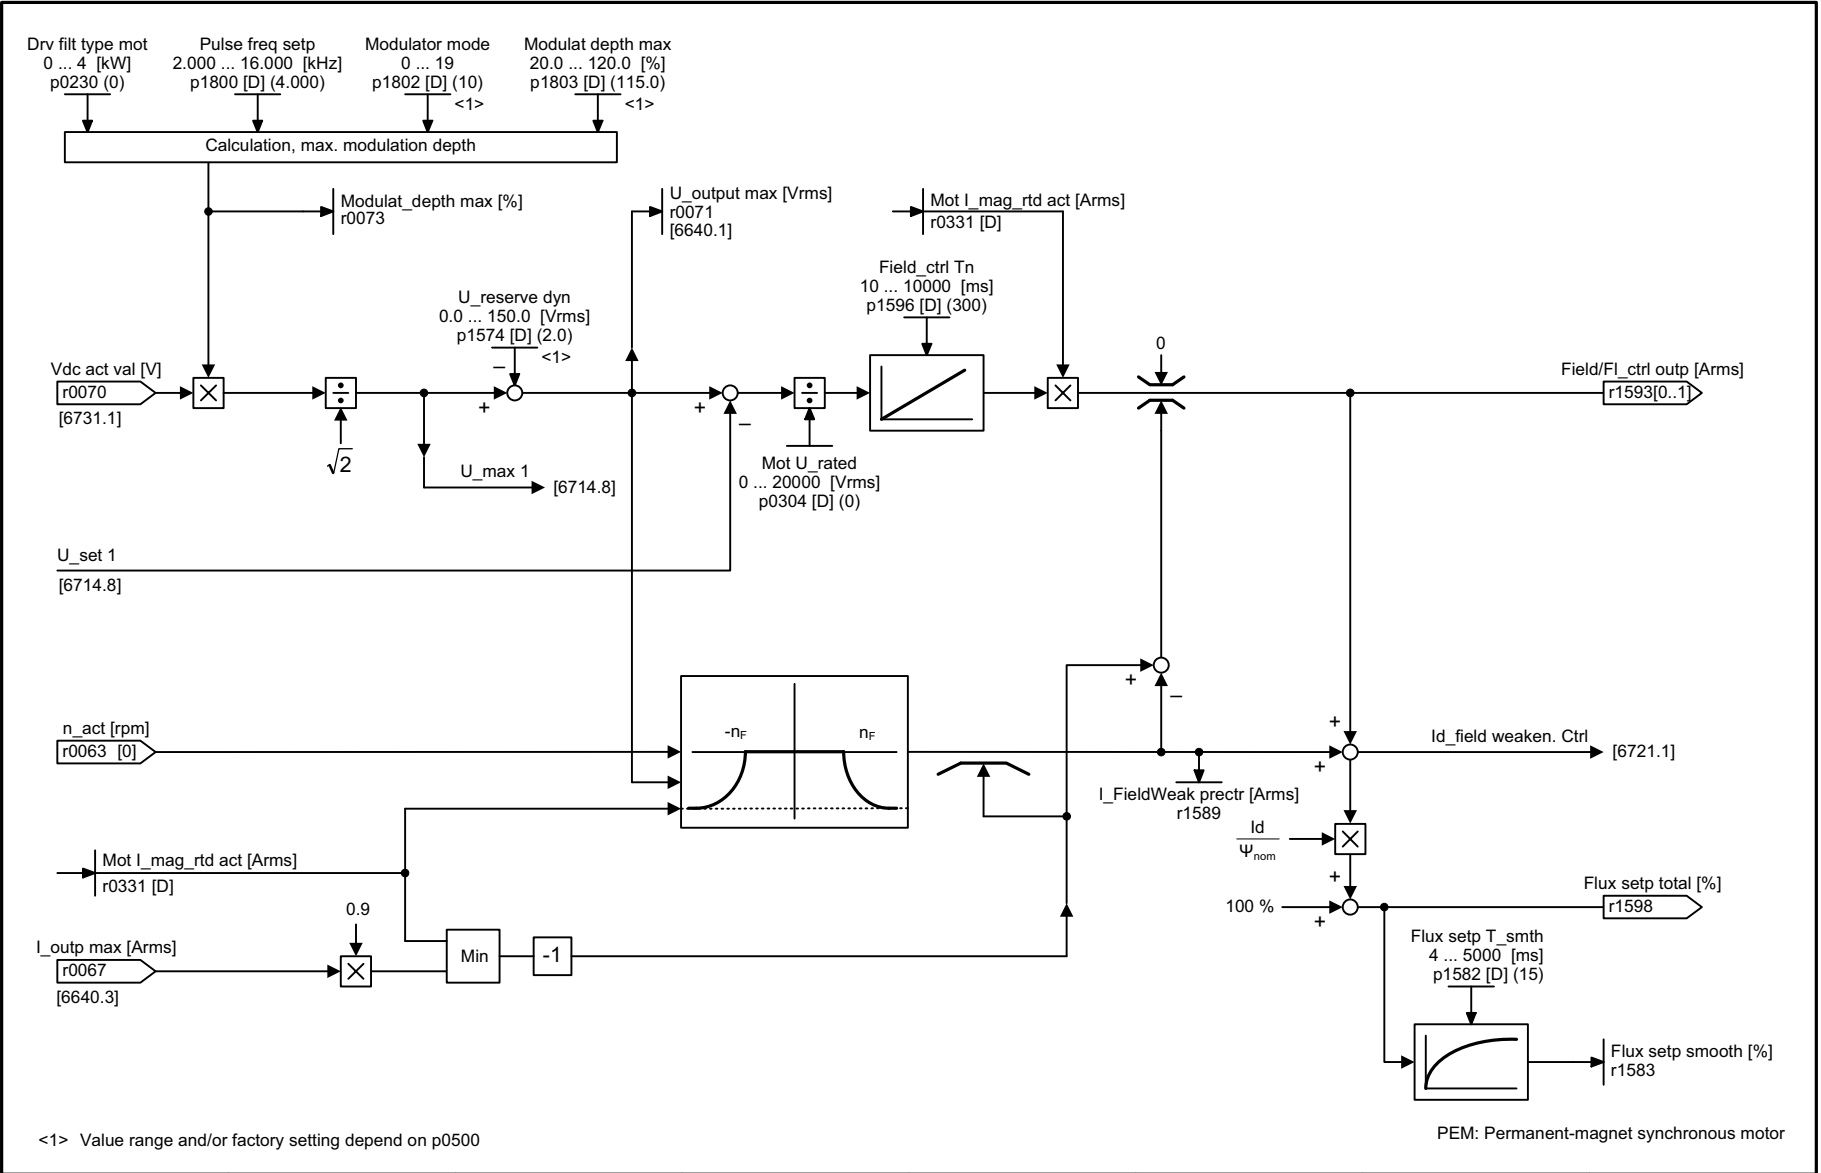 Drv filt type mot
0 ... 4 [kW]
p0230 (0)
Pulse freq setp
2.000 ... 16.000 [kHz]
p1800 [D] (4.000)
Modulator mode
0 ... 19
p1802 [D] (10)
<1>
Modulat depth max
20.0 ... 120.0 [%]
p1803 [D] (115.0)
<1>
Calculation, max. modulation depth
Modulat_depth max [%]
r0073
U_output max [Vrms]
r0071
[6640.1]
Mot I_mag_rtd act [Arms]
r0331 [D]
Field_ctrl Tn
10 ... 10000 [ms]
p1596 [D] (300)
U_reserve dyn
0.0 ... 150.0 [Vrms]
p1574 [D] (2.0)
<1>
–
0
Vdc act val [V]
r0070
[6731.1]
×
÷
√2
+
+
–
÷
×
Field/Fl_ctrl outp [Arms]
r1593[0..1]
U_max 1
[6714.8]
Mot U_rated
0 ... 20000 [Vrms]
p0304 [D] (0)
U_set 1
[6714.8]
+
–
n_act [rpm]
r0063 [0]
-nF
nF
+
+
Id_field weaken. Ctrl
[6721.1]
I_FieldWeak prectr [Arms]
r1589
Id
Ψnom
×
Mot I_mag_rtd act [Arms]
r0331 [D]
+
100 %
+
Flux setp total [%]
r1598
0.9
I_outp max [Arms]
r0067
[6640.3]
×
Min
-1
Flux setp T_smth
4 ... 5000 [ms]
p1582 [D] (15)
Flux setp smooth [%]
r1583
<1> Value range and/or factory setting depend on p0500
PEM: Permanent-magnet synchronous motor